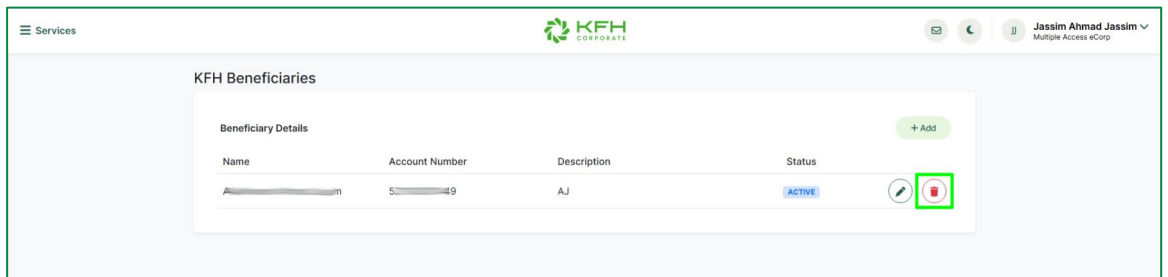 Services
KFH
CORPORATE
JJ
Jassim Ahmad Jassim
Multiple Access eCorp
KFH Beneficiaries
Beneficiary Details
+ Add
Name Account Number Description Status
AJ ACTIVE